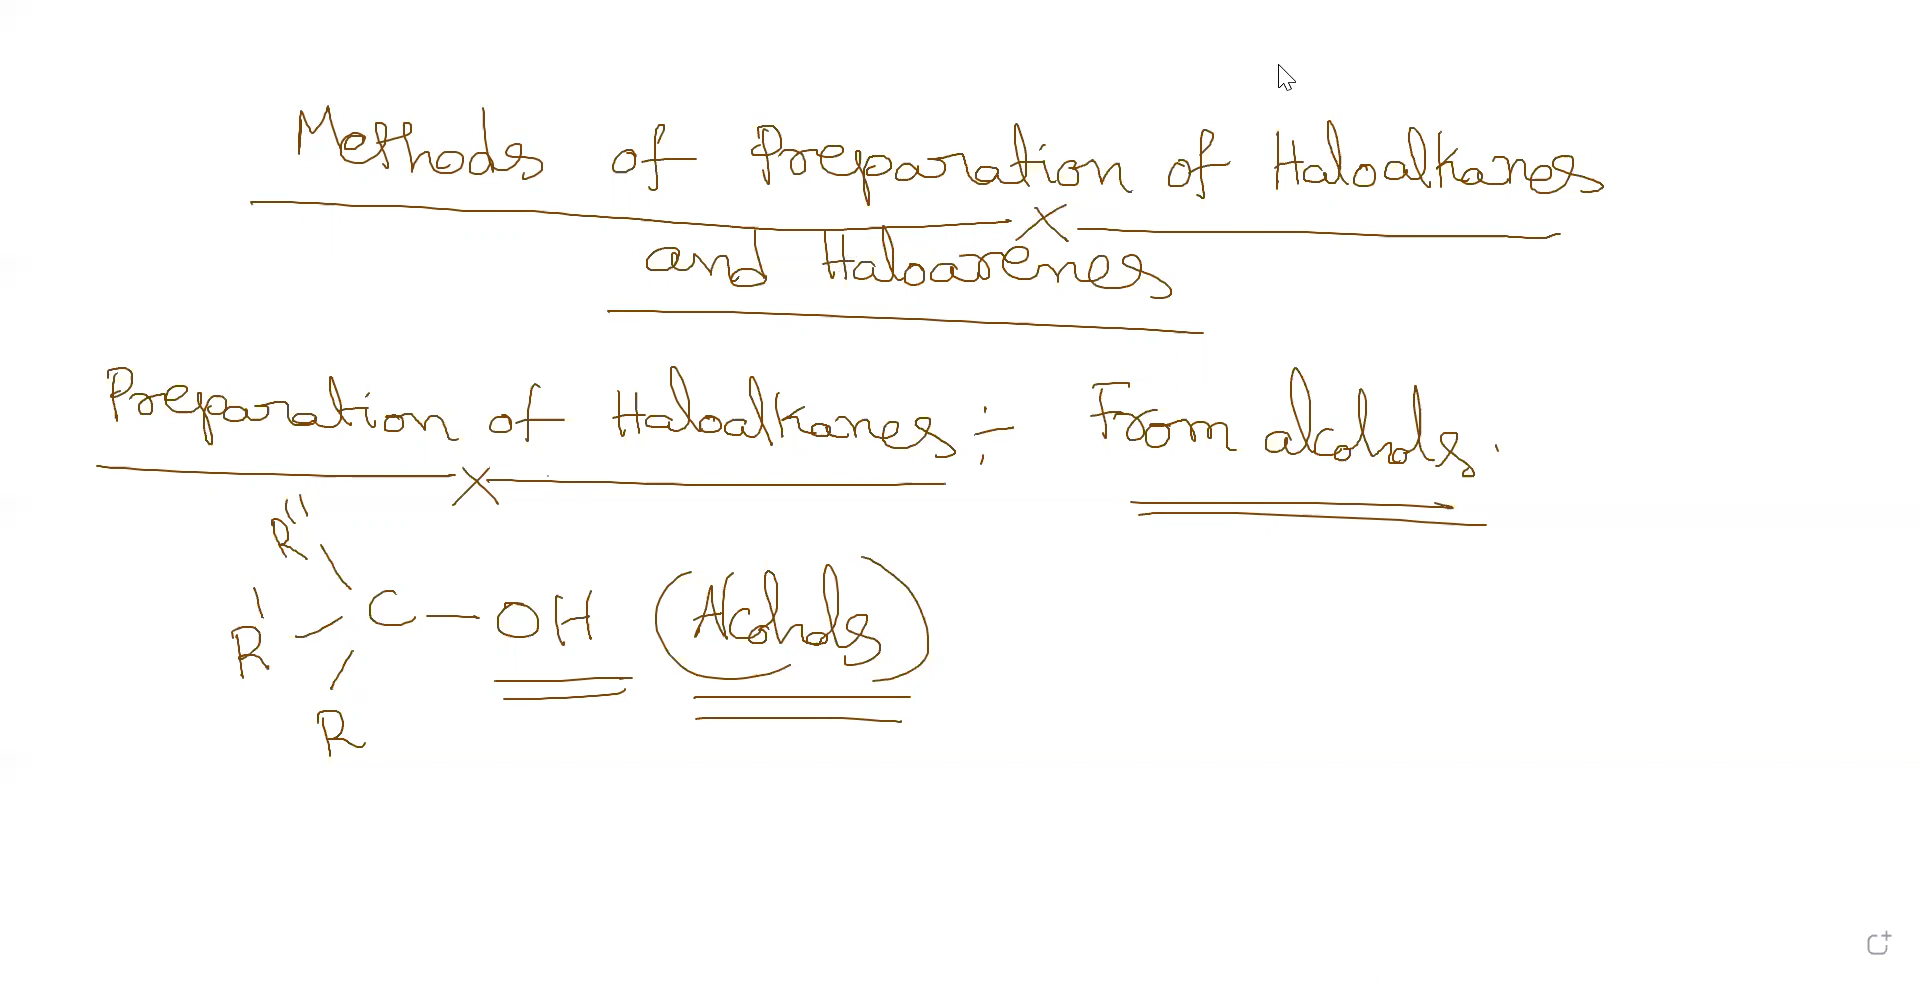 Methods of Preparation of Haloalkanes
and Haloarenes
Preparation of Haloalkanes :- From alcohols.
R''
R' C - OH (Alcohols)
R